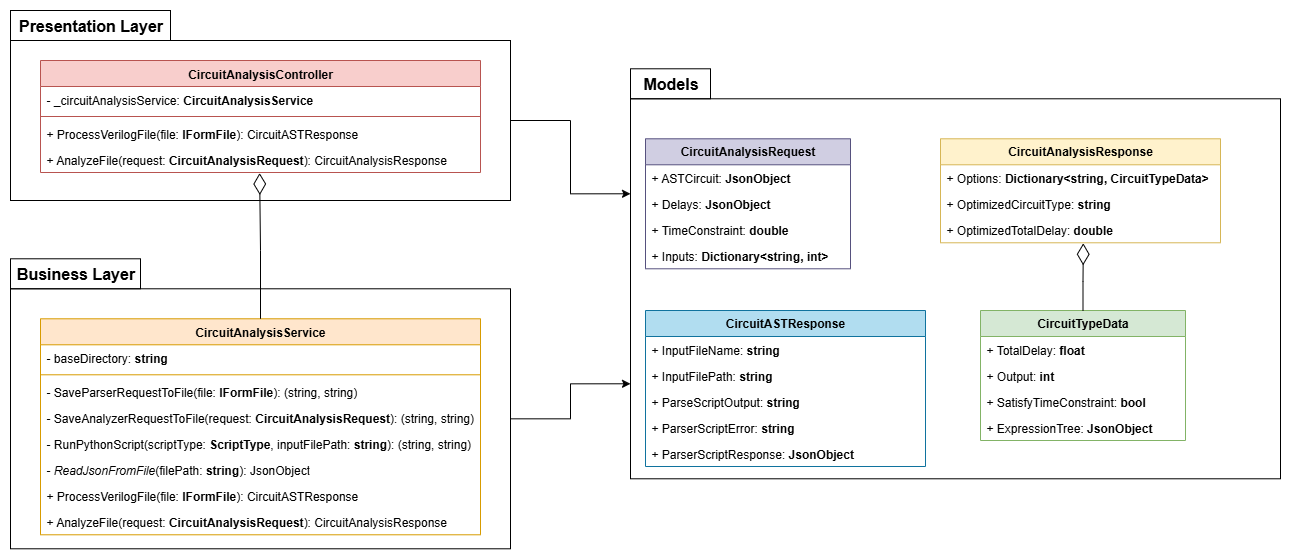 Presentation Layer
CircuitAnalysisController
- _circuitAnalysisService: CircuitAnalysisService
+ ProcessVerilogFile(file: IFormFile): CircuitASTResponse
+ AnalyzeFile(request: CircuitAnalysisRequest): CircuitAnalysisResponse
Business Layer
CircuitAnalysisService
- baseDirectory: string
- SaveParserRequestToFile(file: IFormFile): (string, string)
- SaveAnalyzerRequestToFile(request: CircuitAnalysisRequest): (string, string)
- RunPythonScript(scriptType: ScriptType, inputFilePath: string): (string, string)
- ReadJsonFromFile(filePath: string): JsonObject
+ ProcessVerilogFile(file: IFormFile): CircuitASTResponse
+ AnalyzeFile(request: CircuitAnalysisRequest): CircuitAnalysisResponse
Models
CircuitAnalysisRequest
+ ASTCircuit: JsonObject
+ Delays: JsonObject
+ TimeConstraint: double
+ Inputs: Dictionary<string, int>
CircuitAnalysisResponse
+ Options: Dictionary<string, CircuitTypeData>
+ OptimizedCircuitType: string
+ OptimizedTotalDelay: double
CircuitASTResponse
+ InputFileName: string
+ InputFilePath: string
+ ParseScriptOutput: string
+ ParserScriptError: string
+ ParserScriptResponse: JsonObject
CircuitTypeData
+ TotalDelay: float
+ Output: int
+ SatisfyTimeConstraint: bool
+ ExpressionTree: JsonObject